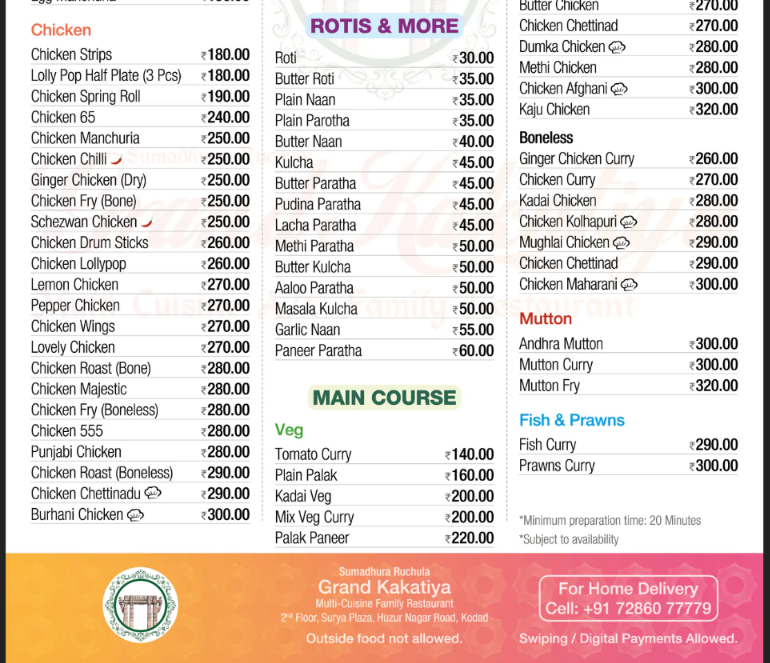 Chicken
Chicken Strips ₹180.00
Lolly Pop Half Plate (3 Pcs) ₹180.00
Chicken Spring Roll ₹190.00
Chicken 65 ₹240.00
Chicken Manchuria ₹250.00
Chicken Chilli ₹250.00
Ginger Chicken (Dry) ₹250.00
Chicken Fry (Bone) ₹250.00
Schezwan Chicken ₹250.00
Chicken Drum Sticks ₹260.00
Chicken Lollypop ₹260.00
Lemon Chicken ₹270.00
Pepper Chicken ₹270.00
Chicken Wings ₹270.00
Lovely Chicken ₹270.00
Chicken Roast (Bone) ₹280.00
Chicken Majestic ₹280.00
Chicken Fry (Boneless) ₹280.00
Chicken 555 ₹280.00
Punjabi Chicken ₹280.00
Chicken Roast (Boneless) ₹290.00
Chicken Chettinadu ₹290.00
Burhani Chicken ₹300.00
ROTIS & MORE
Roti ₹30.00
Butter Roti ₹35.00
Plain Naan ₹35.00
Plain Parotha ₹35.00
Butter Naan ₹40.00
Kulcha ₹45.00
Butter Paratha ₹45.00
Pudina Paratha ₹45.00
Lacha Paratha ₹45.00
Methi Paratha ₹50.00
Butter Kulcha ₹50.00
Aaloo Paratha ₹50.00
Masala Kulcha ₹50.00
Garlic Naan ₹55.00
Paneer Paratha ₹60.00
MAIN COURSE
Veg
Tomato Curry ₹140.00
Plain Palak ₹160.00
Kadai Veg ₹200.00
Mix Veg Curry ₹200.00
Palak Paneer ₹220.00
Butter Chicken ₹270.00
Chicken Chettinad ₹270.00
Dumka Chicken ₹280.00
Methi Chicken ₹280.00
Chicken Afghani ₹300.00
Kaju Chicken ₹320.00
Boneless
Ginger Chicken Curry ₹260.00
Chicken Curry ₹270.00
Kadai Chicken ₹280.00
Chicken Kolhapuri ₹280.00
Mughlai Chicken ₹290.00
Chicken Chettinad ₹290.00
Chicken Maharani ₹300.00
Mutton
Andhra Mutton ₹300.00
Mutton Curry ₹300.00
Mutton Fry ₹320.00
Fish & Prawns
Fish Curry ₹290.00
Prawns Curry ₹300.00
*Minimum preparation time: 20 Minutes
*Subject to availability
Sumadhura Ruchula
Grand Kakatiya
Multi-Cuisine Family Restaurant
2nd Floor, Surya Plaza, Huzur Nagar Road, Kodad
Outside food not allowed.
For Home Delivery
Cell: +91 72860 77779
Swiping / Digital Payments Allowed.